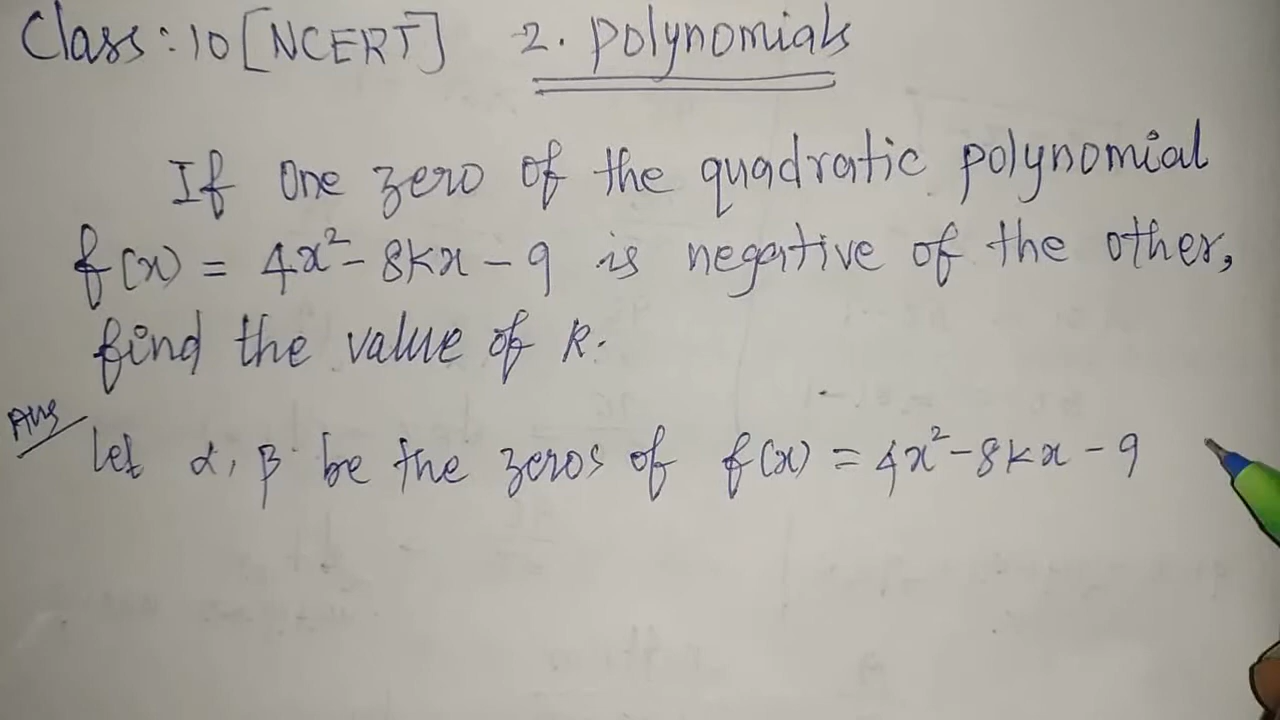 Class: 10 [NCERT] 2. Polynomials
If one zero of the quadratic polynomial
f(x) = 4x² - 8kx - 9 is negative of the other,
find the value of k.
Ans
Let α, β be the zeros of f(x) = 4x² - 8kx - 9